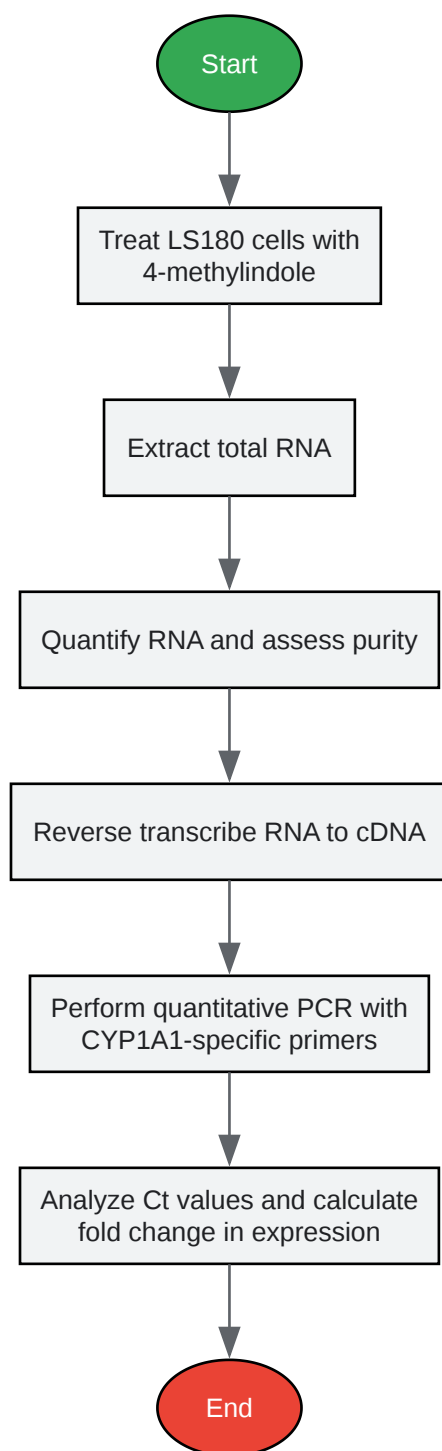 Start
Treat LS180 cells with
4-methylindole
Extract total RNA
Quantify RNA and assess purity
Reverse transcribe RNA to cDNA
Perform quantitative PCR with
CYP1A1-specific primers
Analyze Ct values and calculate
fold change in expression
End